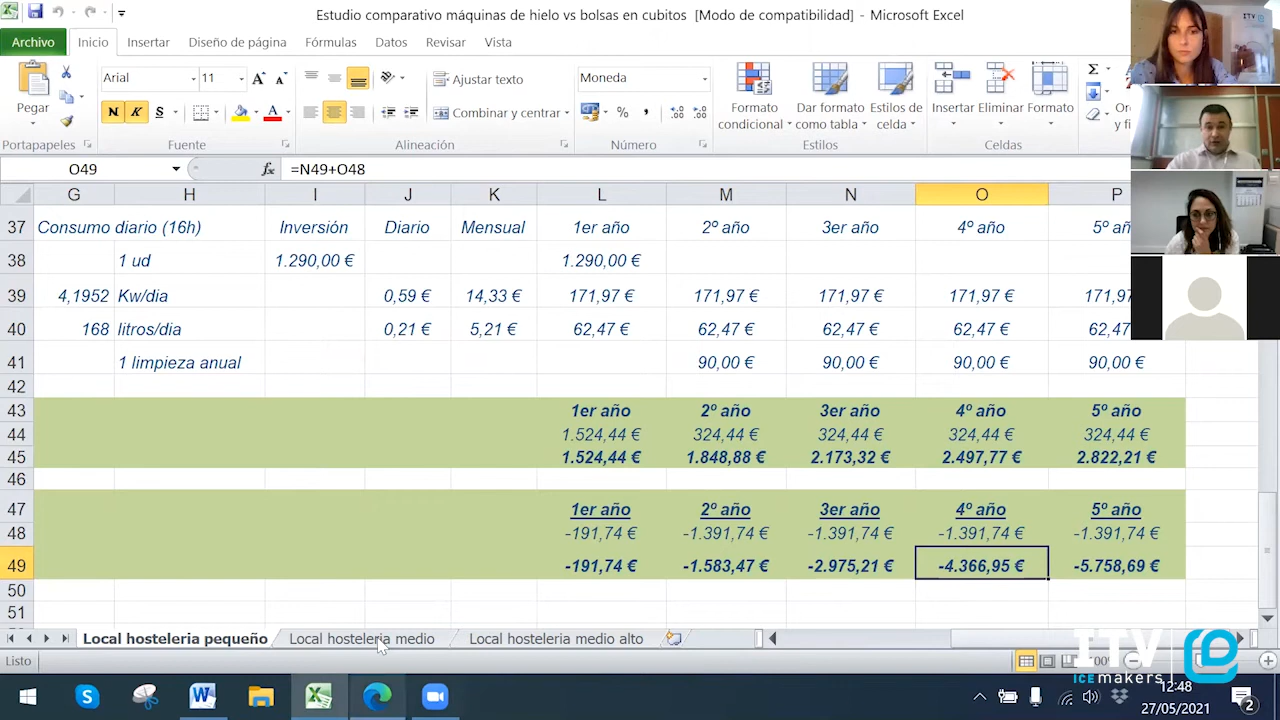 Estudio comparativo máquinas de hielo vs bolsas en cubitos [Modo de compatibilidad] - Microsoft Excel
Archivo Inicio Insertar Diseño de página Fórmulas Datos Revisar Vista
Arial 11 Ajustar texto Moneda
Pegar N K S Combinar y centrar % Formato condicional Dar formato como tabla Estilos de celda Insertar Eliminar Formato
Portapapeles Fuente Alineación Número Estilos Celdas
O49 fx =N49+O48
G H I J K L M N O P
37 Consumo diario (16h) Inversión Diario Mensual 1er año 2º año 3er año 4º año 5º añ
38 1 ud 1.290,00 € 1.290,00 €
39 4,1952 Kw/dia 0,59 € 14,33 € 171,97 € 171,97 € 171,97 € 171,97 € 171,97
40 168 litros/dia 0,21 € 5,21 € 62,47 € 62,47 € 62,47 € 62,47 € 62,47
41 1 limpieza anual 90,00 € 90,00 € 90,00 € 90,00 €
42
43 1er año 2º año 3er año 4º año 5º año
44 1.524,44 € 324,44 € 324,44 € 324,44 € 324,44 €
45 1.524,44 € 1.848,88 € 2.173,32 € 2.497,77 € 2.822,21 €
46
47 1er año 2º año 3er año 4º año 5º año
48 -191,74 € -1.391,74 € -1.391,74 € -1.391,74 € -1.391,74 €
49 -191,74 € -1.583,47 € -2.975,21 € -4.366,95 € -5.758,69 €
50
51
Local hosteleria pequeño Local hosteleria medio Local hosteleria medio alto
Listo
ITV ICEmakers
12:48
27/05/2021
2